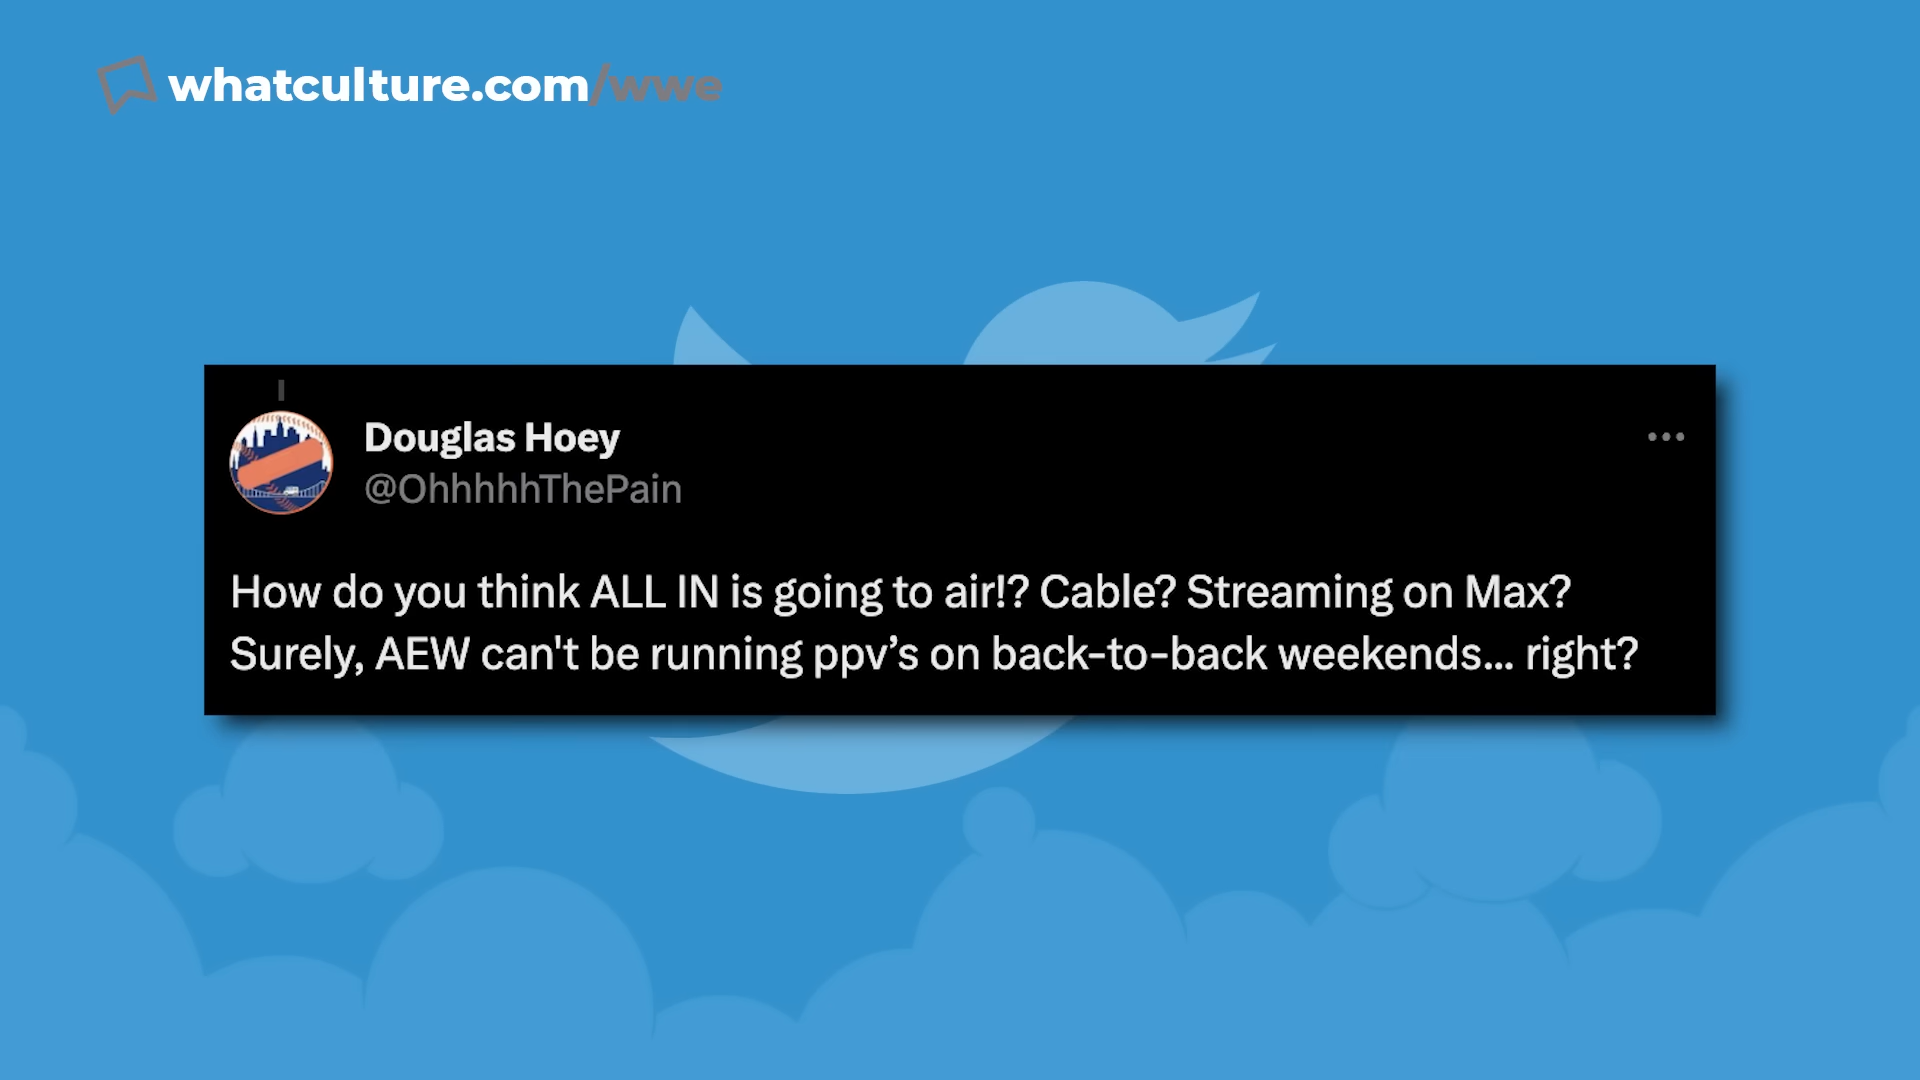 whatculture.com/wwe
Douglas Hoey
@OhhhhhThePain
How do you think ALL IN is going to air!? Cable? Streaming on Max?
Surely, AEW can't be running ppv’s on back-to-back weekends... right?